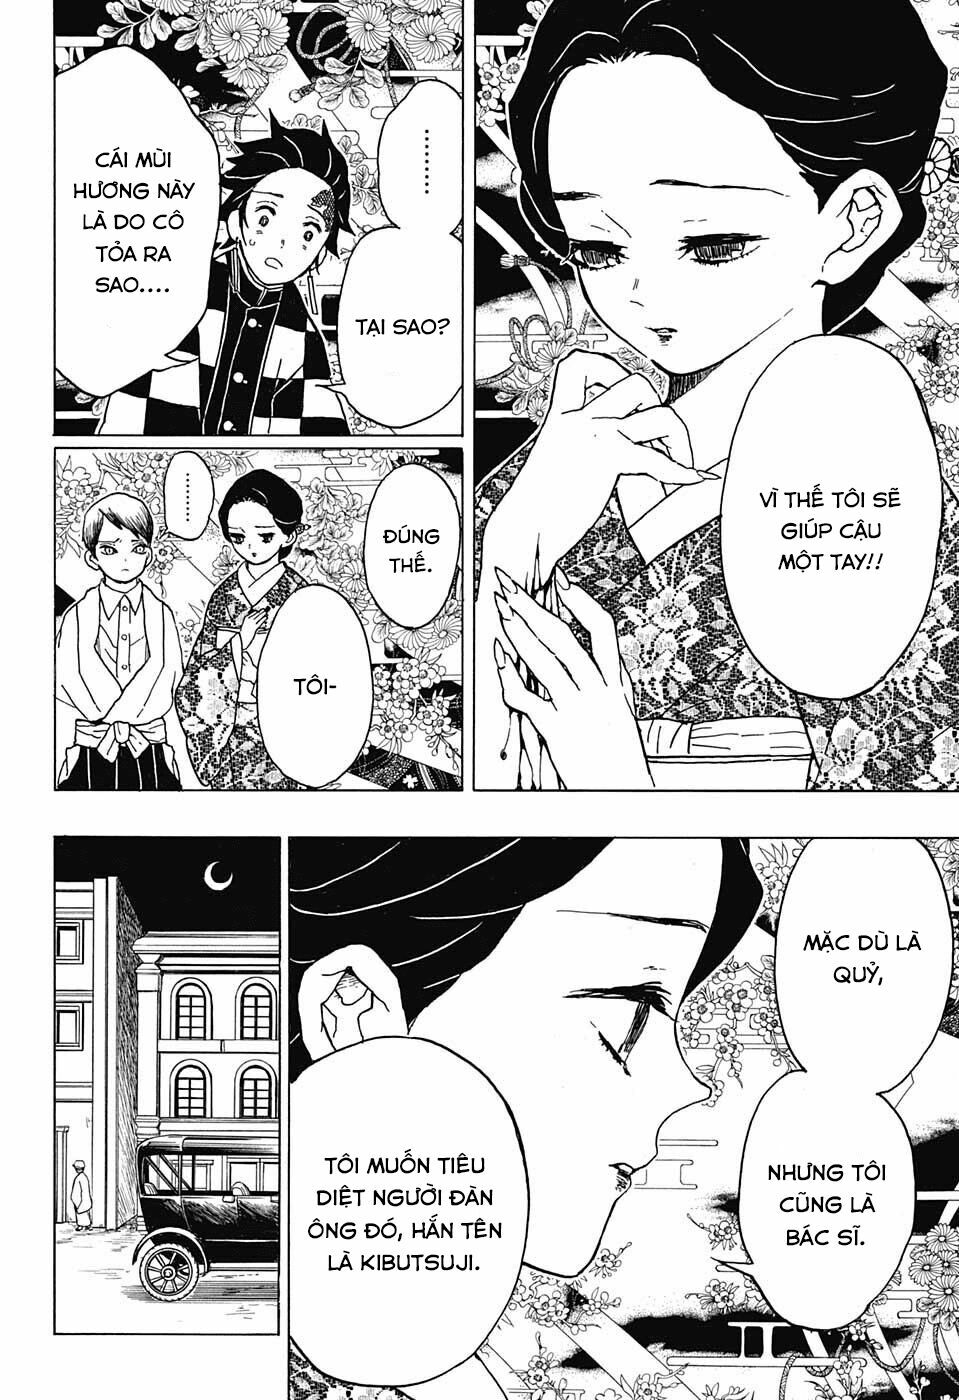 VÌ THẾ TÔI SẼ
GIÚP CẬU
MỘT TAY!!
.........
TẠI SAO?
CÁI MÙI
HƯƠNG NÀY
LÀ DO CÔ
TỎA RA
SAO....
ĐÚNG
THẾ.
TÔI-
.........
MẶC DÙ LÀ
QUỶ,
NHƯNG TÔI
CŨNG LÀ
BÁC SĨ.
TÔI MUỐN TIÊU
DIỆT NGƯỜI ĐÀN
ÔNG ĐÓ, HẮN TÊN
LÀ KIBUTSUJI.